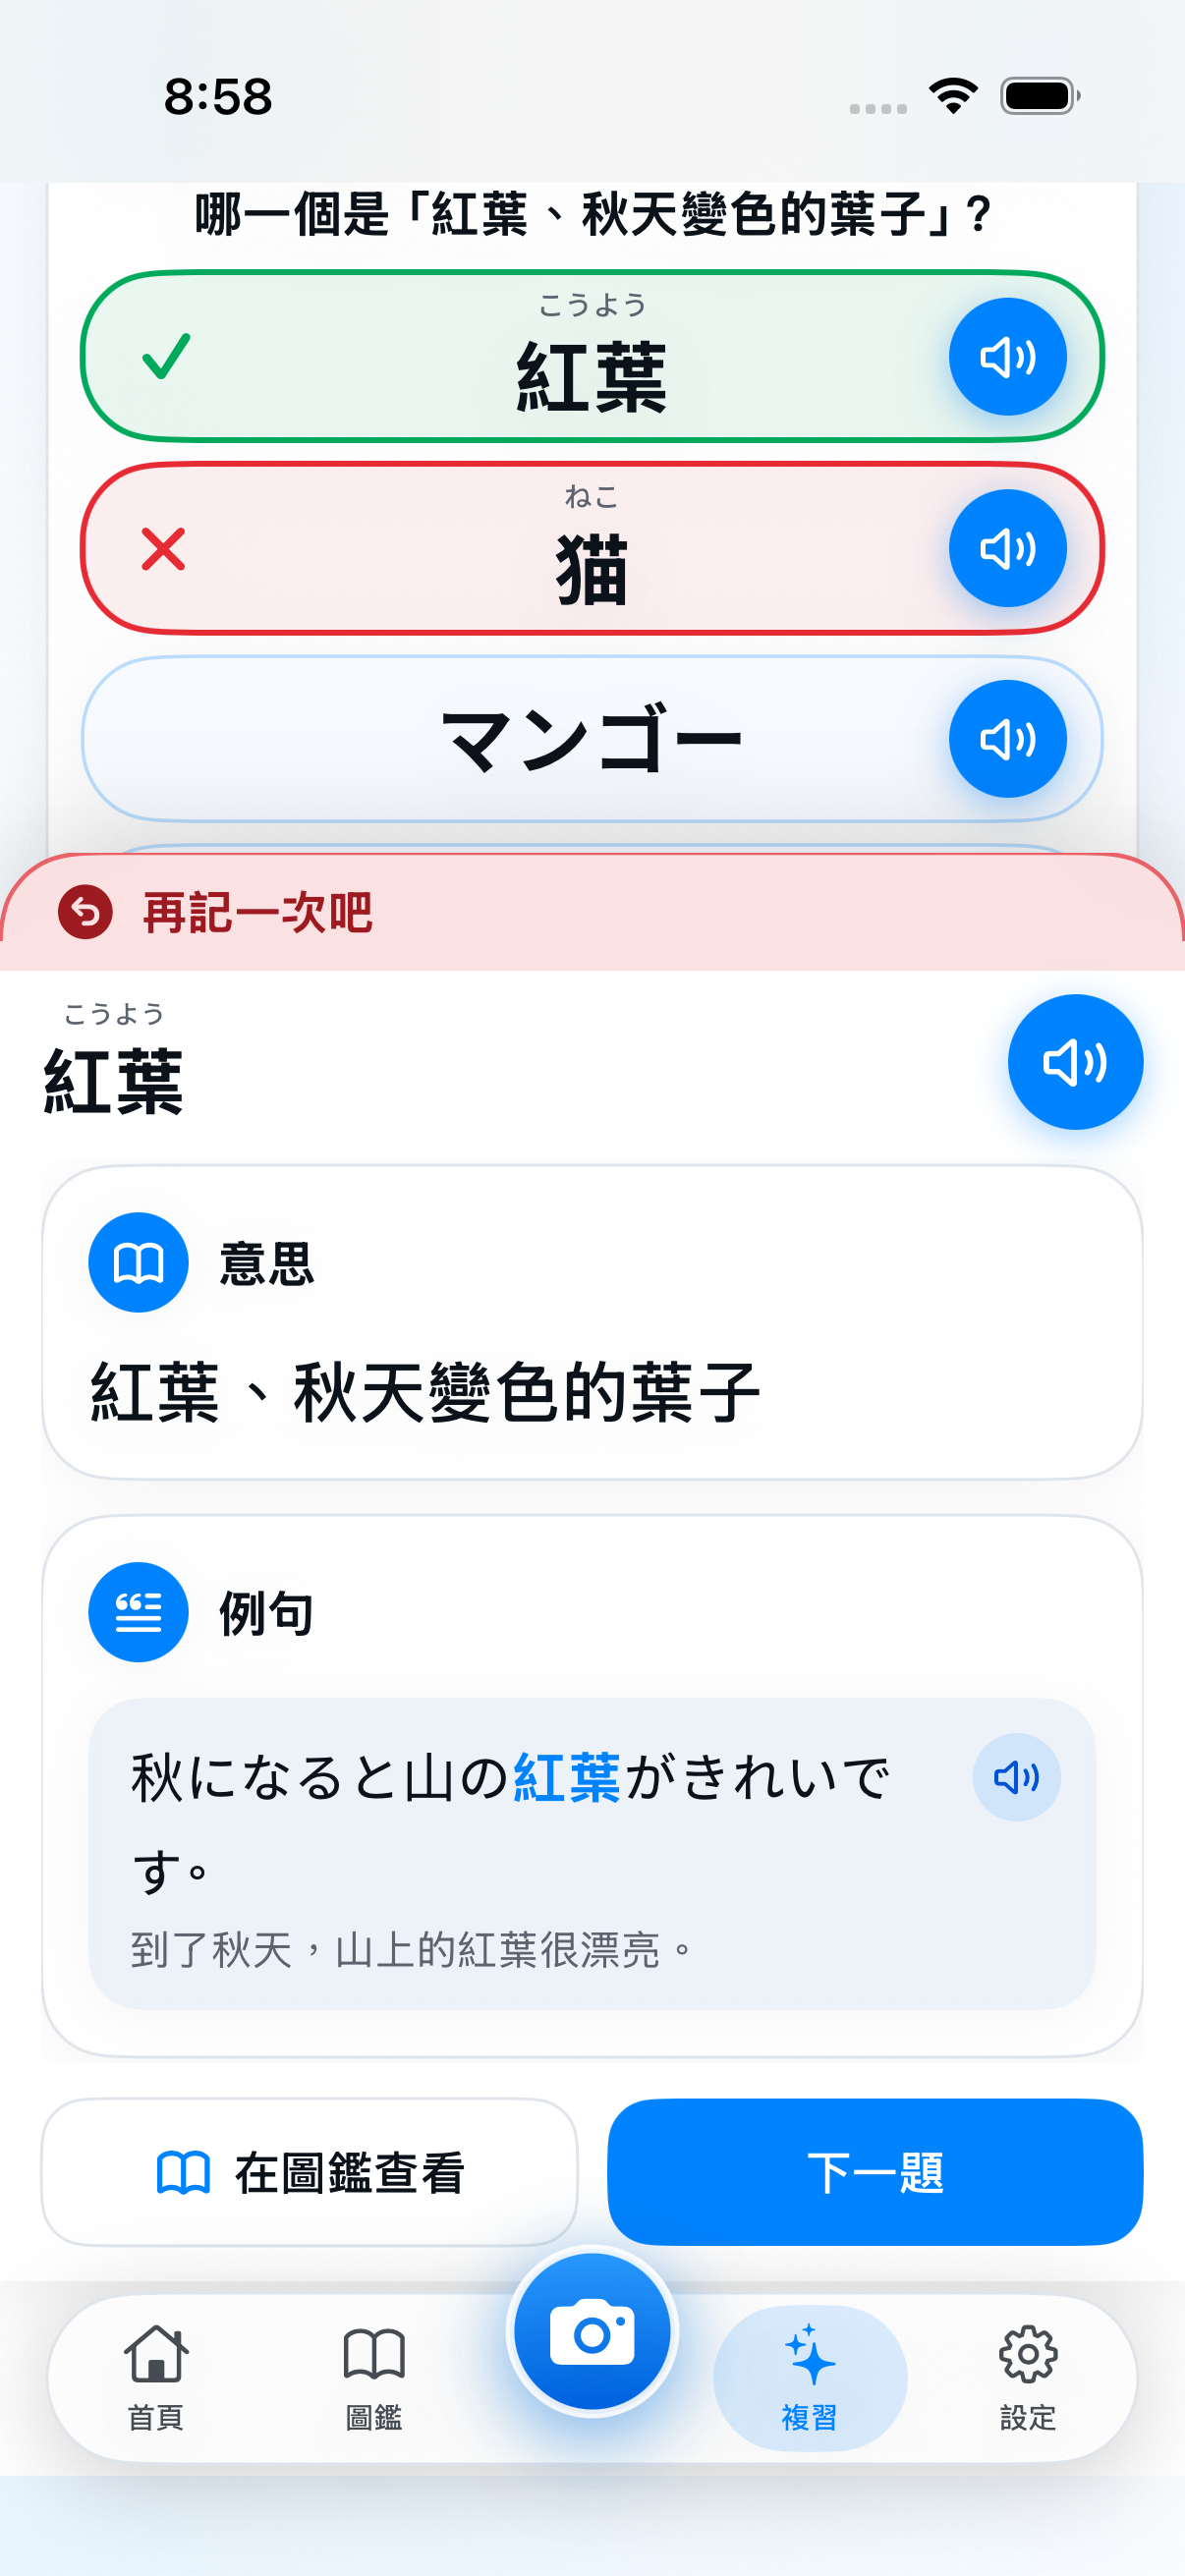 8:58
哪一個是「紅葉、秋天變色的葉子」?
こうよう
紅葉
ねこ
猫
マンゴー
再記一次吧
こうよう
紅葉
意思
紅葉、秋天變色的葉子
例句
秋になると山の紅葉がきれいで
す。
到了秋天，山上的紅葉很漂亮。
在圖鑑查看
下一題
首頁
圖鑑
複習
設定